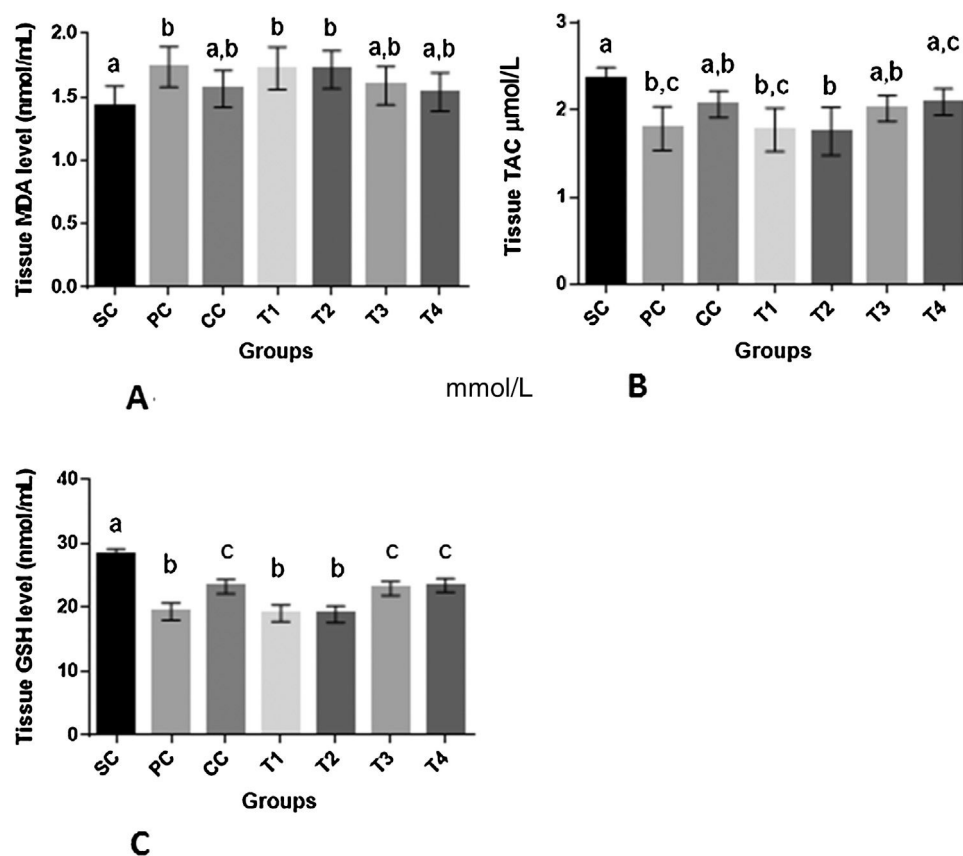 Tissue MDA level (nmol/mL)
2.0
1.5
1.0
0.5
0.0
a
b
a,b
b
b
a,b
a,b
SC
PC
CC
T1
T2
T3
T4
Groups
A
Tissue TAC µmol/L
3
2
1
0
a
b,c
a,b
b,c
b
a,b
a,c
SC
PC
CC
T1
T2
T3
T4
Groups
B
mmol/L
Tissue GSH level (nmol/mL)
40
30
20
10
0
a
b
c
b
b
c
c
SC
PC
CC
T1
T2
T3
T4
Groups
C